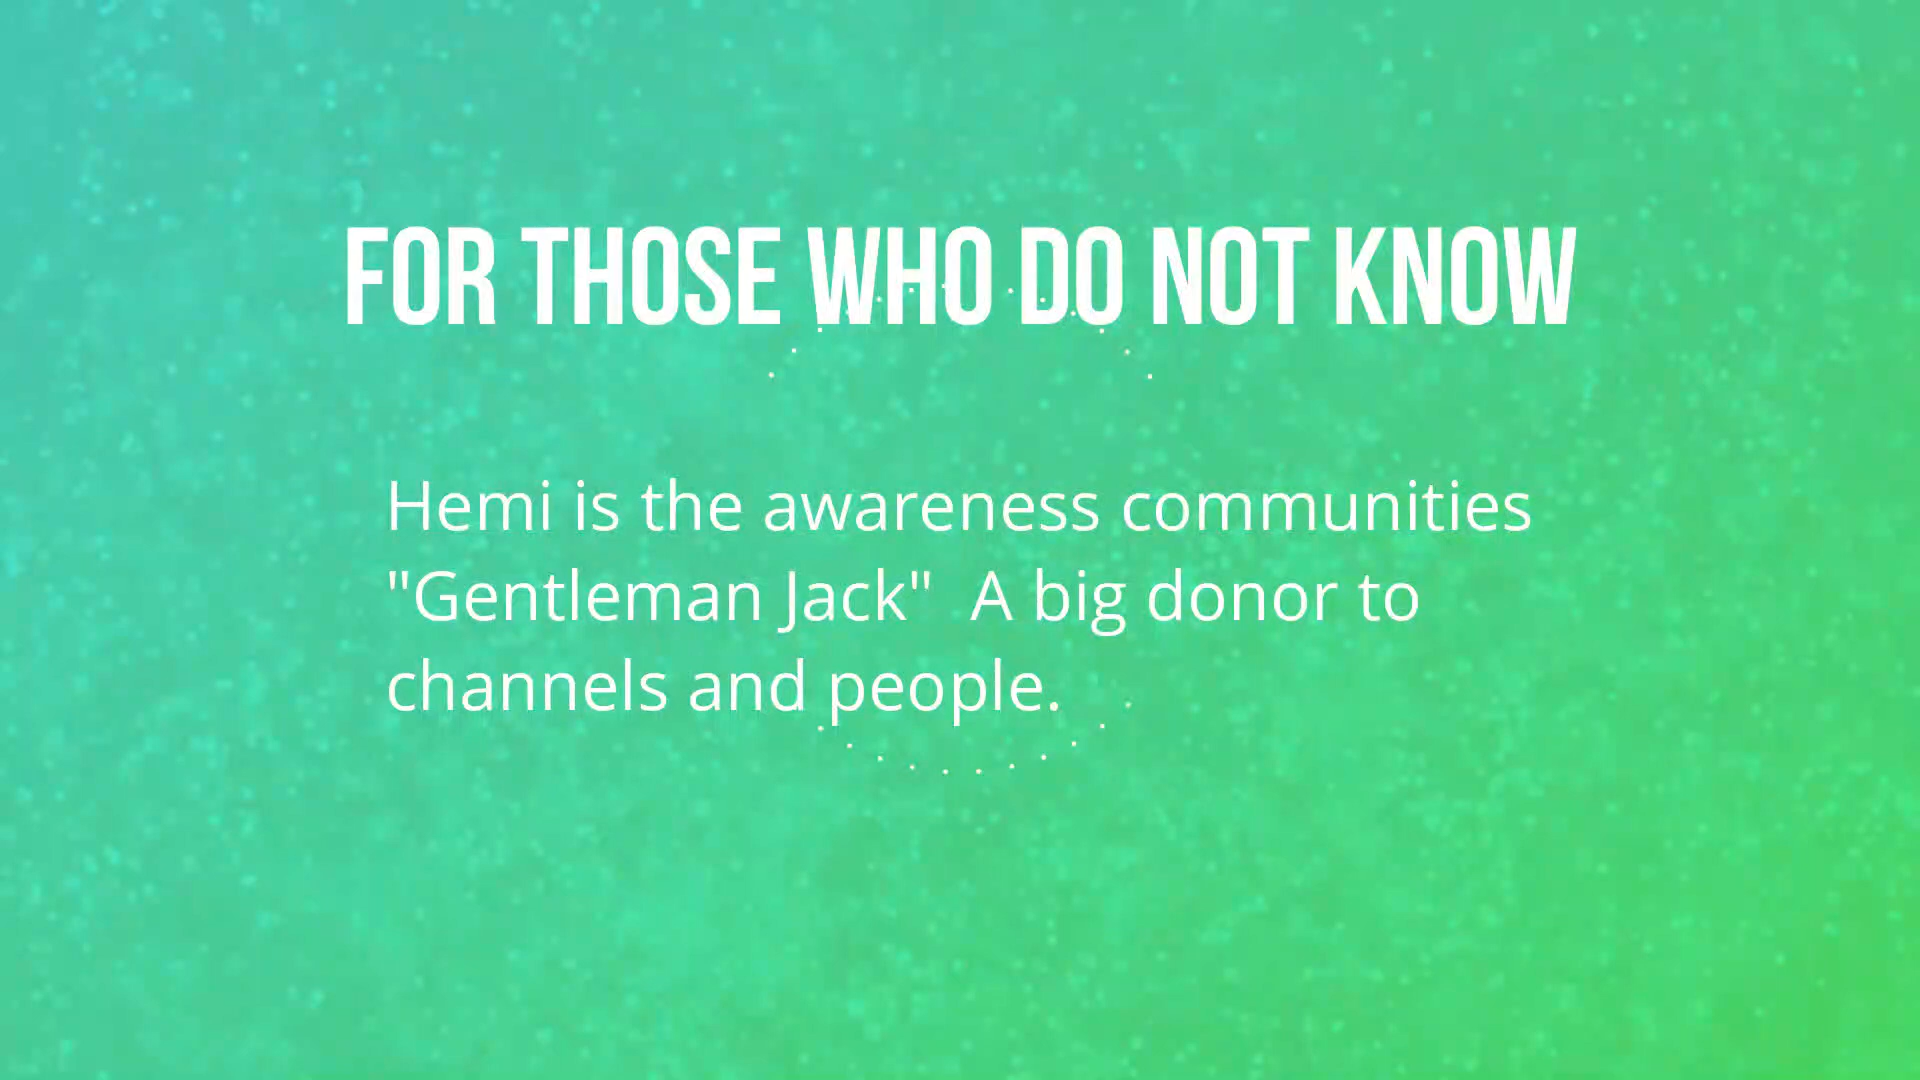 FOR THOSE WHO DO NOT KNOW
Hemi is the awareness communities
"Gentleman Jack"  A big donor to
channels and people.